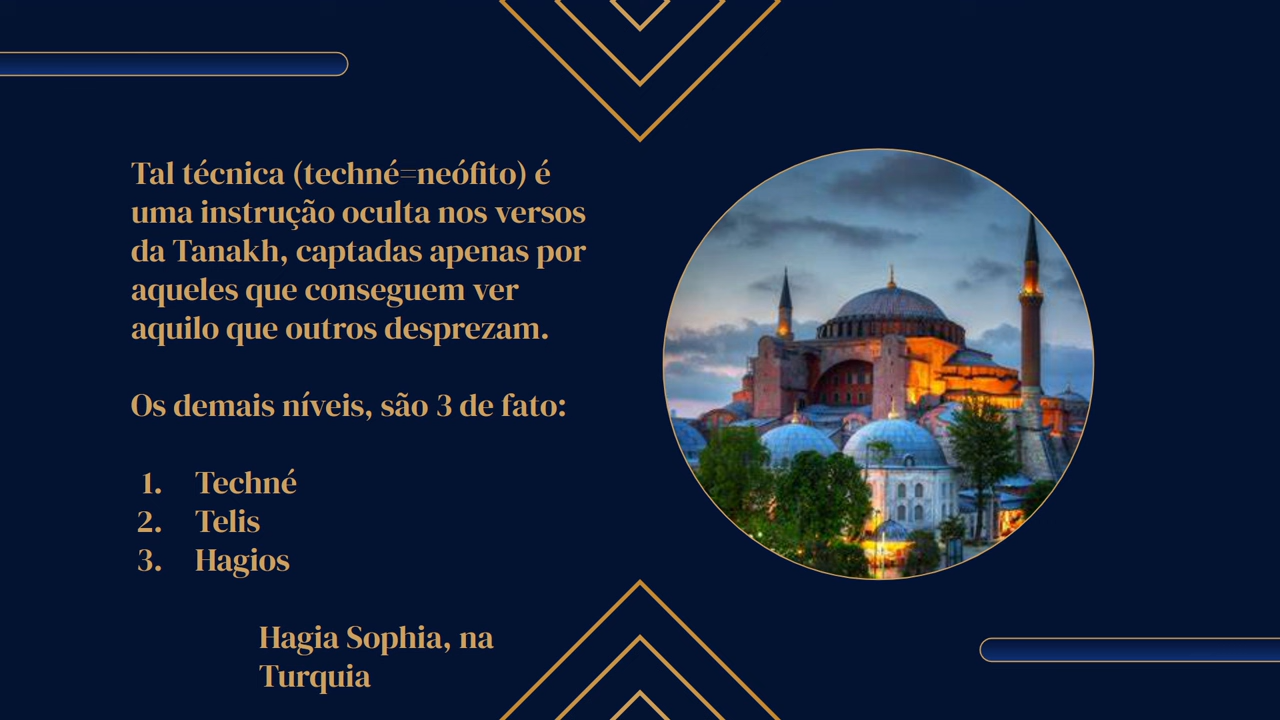 Tal técnica (techné=neófito) é
uma instrução oculta nos versos
da Tanakh, captadas apenas por
aqueles que conseguem ver
aquilo que outros desprezam.
Os demais níveis, são 3 de fato:
1. Techné
2. Telis
3. Hagios
Hagia Sophia, na
Turquia